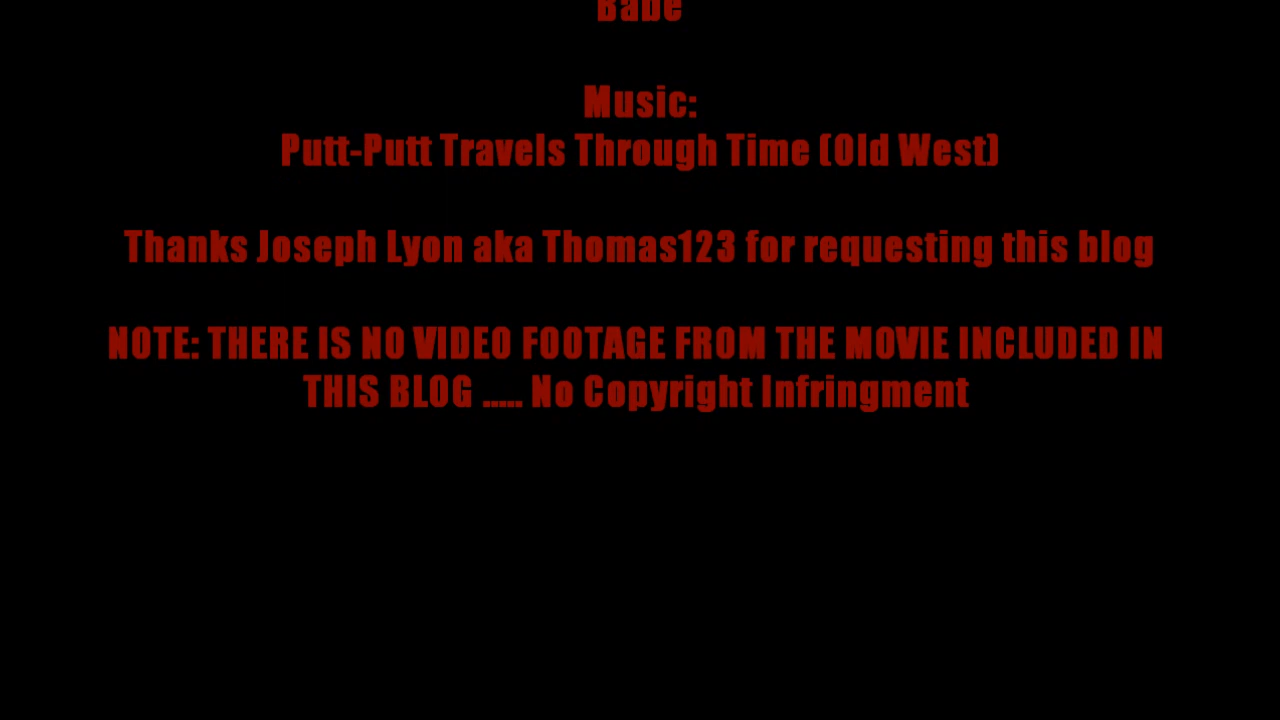 Babe
Music:
Putt-Putt Travels Through Time (Old West)
Thanks Joseph Lyon aka Thomas123 for requesting this blog
NOTE: THERE IS NO VIDEO FOOTAGE FROM THE MOVIE INCLUDED IN
THIS BLOG ..... No Copyright Infringment